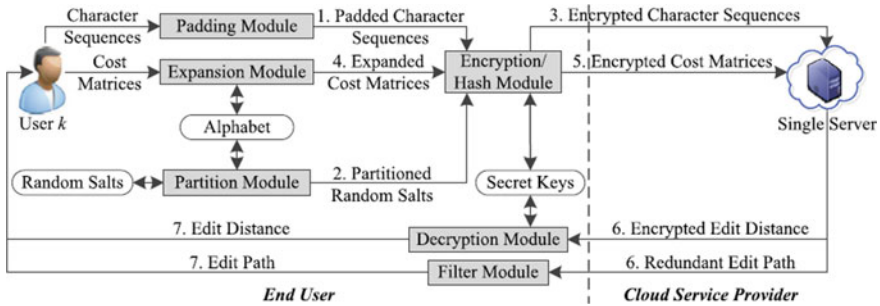 Character
Sequences
Padding Module
1. Padded Character
Sequences
3. Encrypted Character Sequences
Cost
Matrices
Expansion Module
4. Expanded
Cost Matrices
Encryption/
Hash Module
5. Encrypted Cost Matrices
User k
Alphabet
Single Server
Random Salts
Partition Module
2. Partitioned
Random Salts
Secret Keys
7. Edit Distance
Decryption Module
6. Encrypted Edit Distance
7. Edit Path
Filter Module
6. Redundant Edit Path
End User
Cloud Service Provider